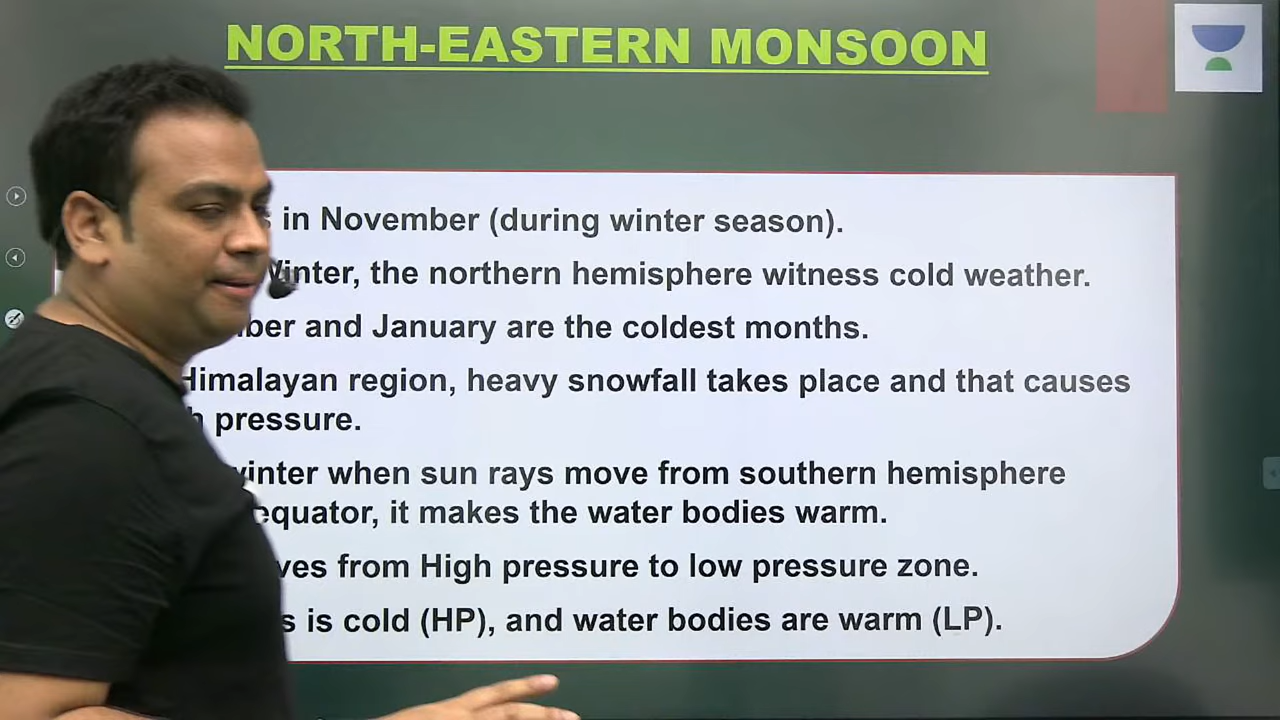 NORTH-EASTERN MONSOON
in November (during winter season).
Winter, the northern hemisphere witness cold weather.
and January are the coldest months.
Himalayan region, heavy snowfall takes place and that causes
pressure.
winter when sun rays move from southern hemisphere
equator, it makes the water bodies warm.
from High pressure to low pressure zone.
is cold (HP), and water bodies are warm (LP).